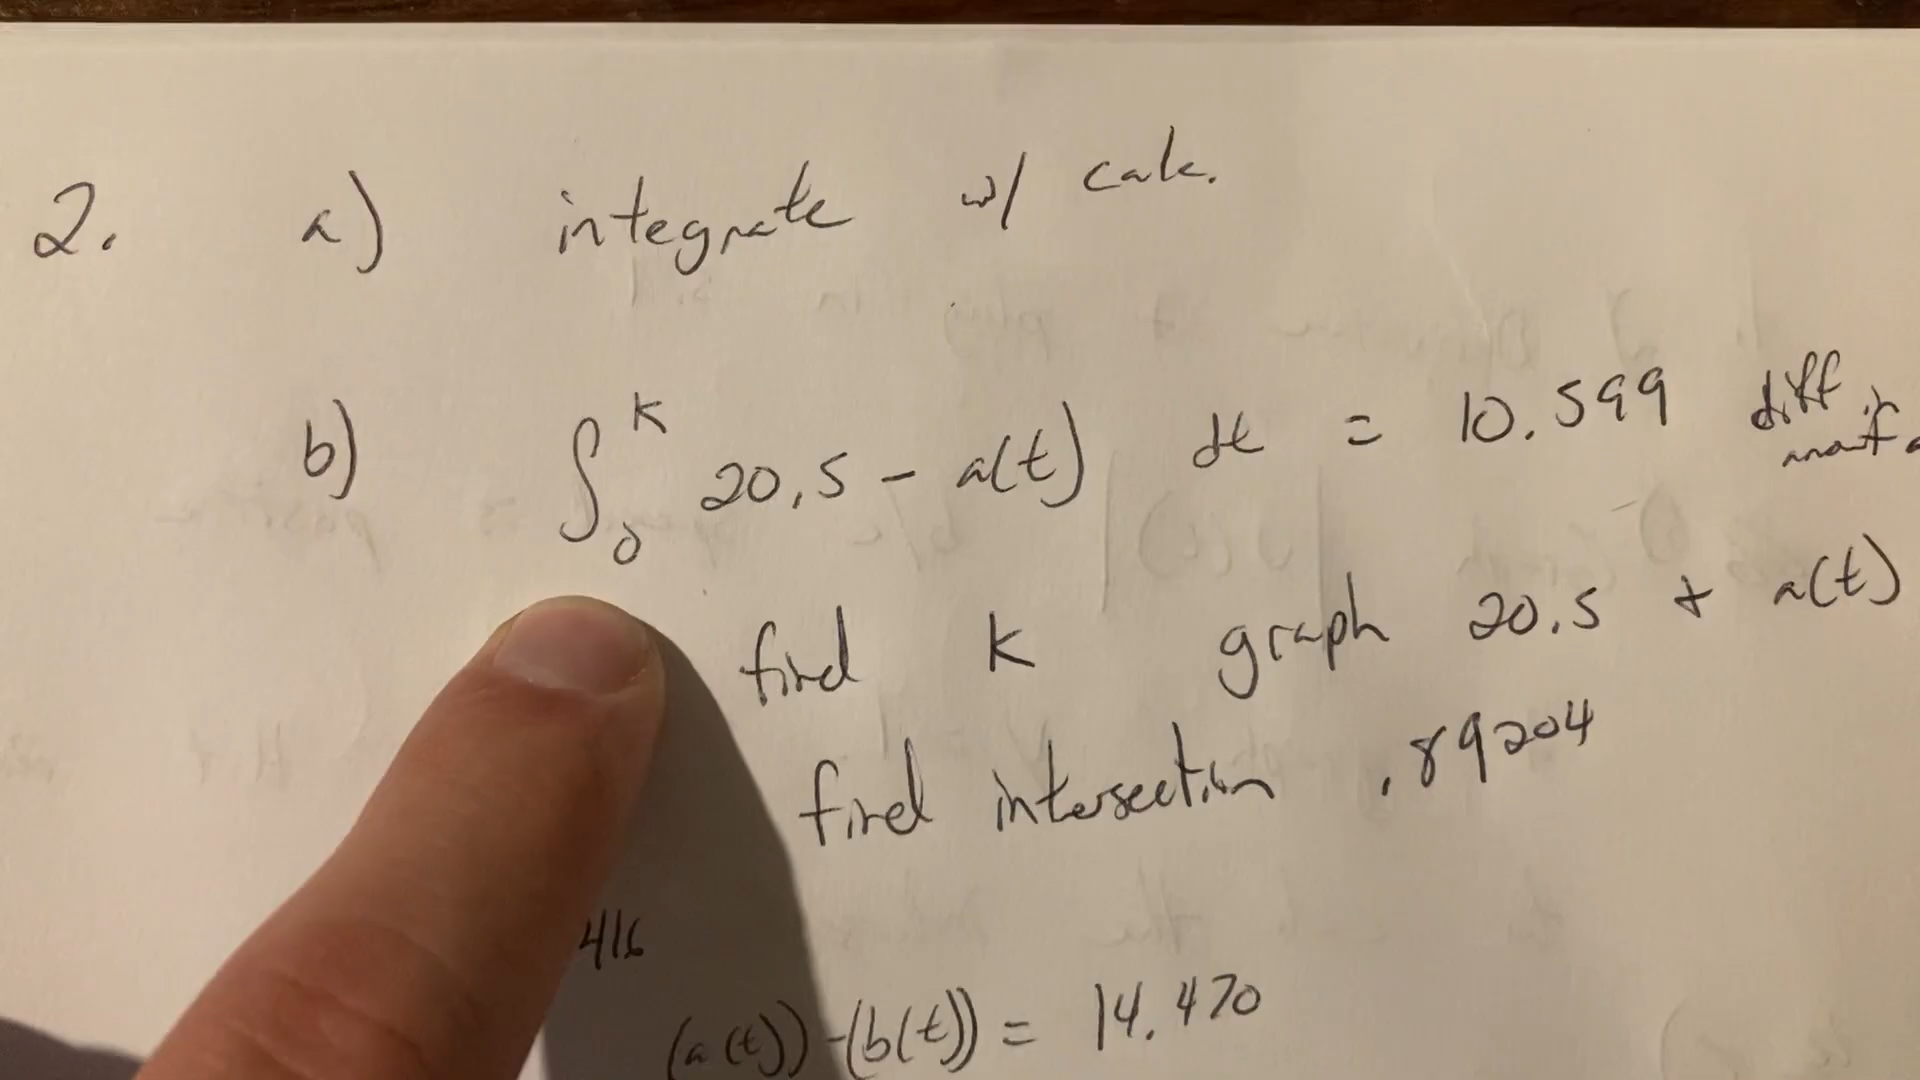 2. a) integrate w/ calc.
b) ∫₀ᵏ 20.5 - a(t) dt = 10.599 diff in
find k graph 20.5 + a(t)
find intersection .89204
416
(a(t)) - (b(t)) = 14.470